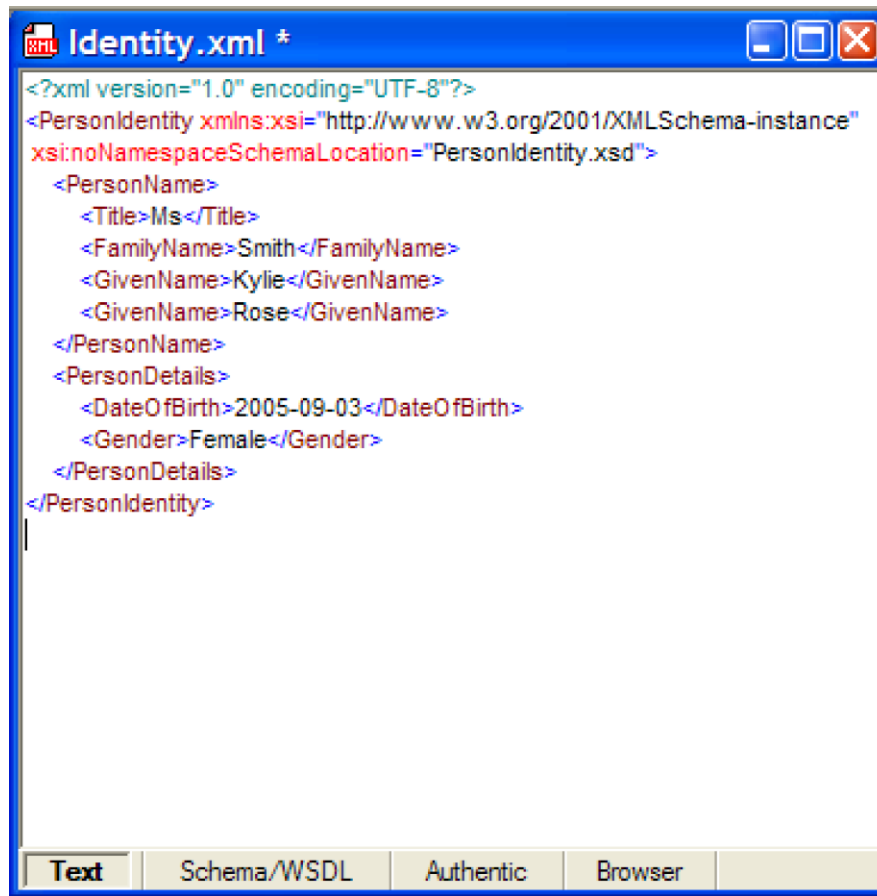 XML Identity.xml *
<?xml version="1.0" encoding="UTF-8"?>
<PersonIdentity xmlns:xsi="http://www.w3.org/2001/XMLSchema-instance"
xsi:noNamespaceSchemaLocation="PersonIdentity.xsd">
<PersonName>
<Title>Ms</Title>
<FamilyName>Smith</FamilyName>
<GivenName>Kylie</GivenName>
<GivenName>Rose</GivenName>
</PersonName>
<PersonDetails>
<DateOfBirth>2005-09-03</DateOfBirth>
<Gender>Female</Gender>
</PersonDetails>
</PersonIdentity>
Text Schema/WSDL Authentic Browser